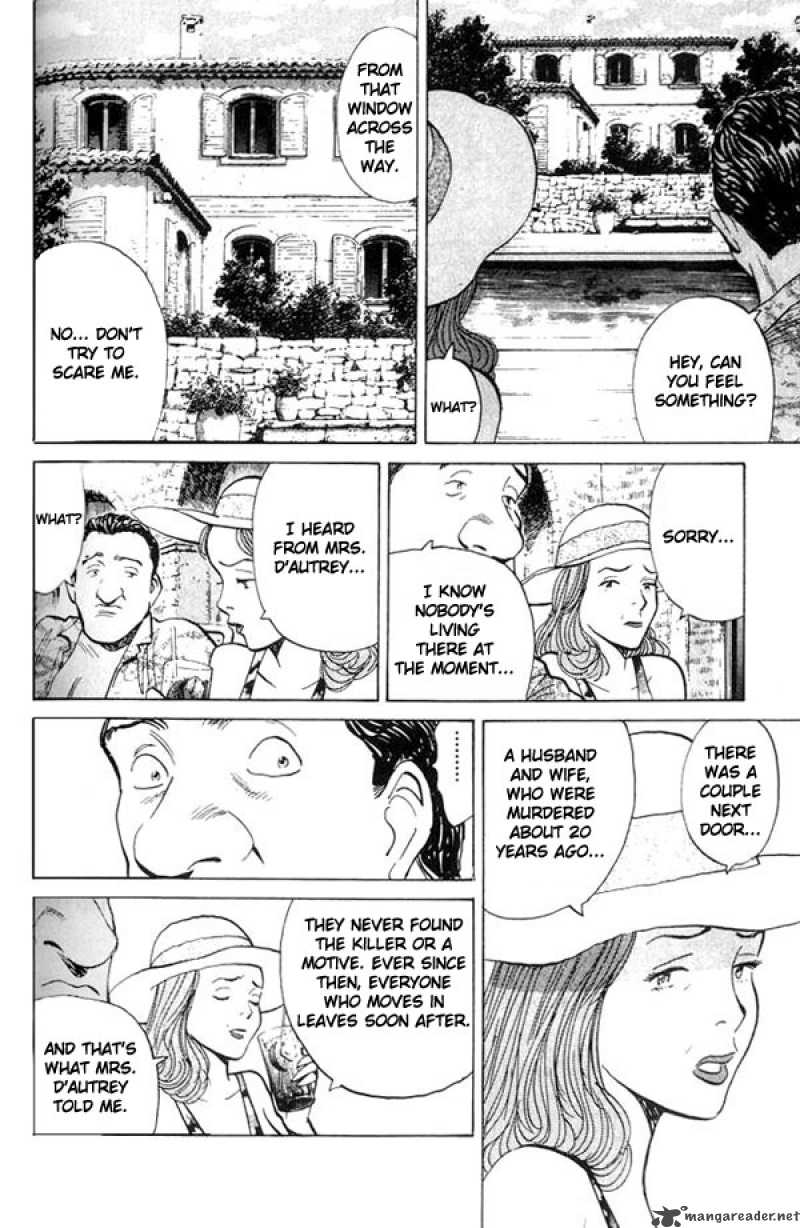 HEY, CAN
YOU FEEL
SOMETHING?
WHAT?
FROM
THAT
WINDOW
ACROSS
THE
WAY.
NO... DON'T
TRY TO
SCARE ME.
SORRY...
I KNOW
NOBODY'S
LIVING
THERE AT
THE MOMENT...
I HEARD
FROM MRS.
D'AUTREY...
WHAT?
THERE
WAS A
COUPLE
NEXT
DOOR...
A HUSBAND
AND WIFE,
WHO WERE
MURDERED
ABOUT 20
YEARS AGO...
........
THEY NEVER FOUND
THE KILLER OR A
MOTIVE. EVER SINCE
THEN, EVERYONE
WHO MOVES IN
LEAVES SOON AFTER.
AND THAT'S
WHAT MRS.
D'AUTREY
TOLD ME.
mangareader.net